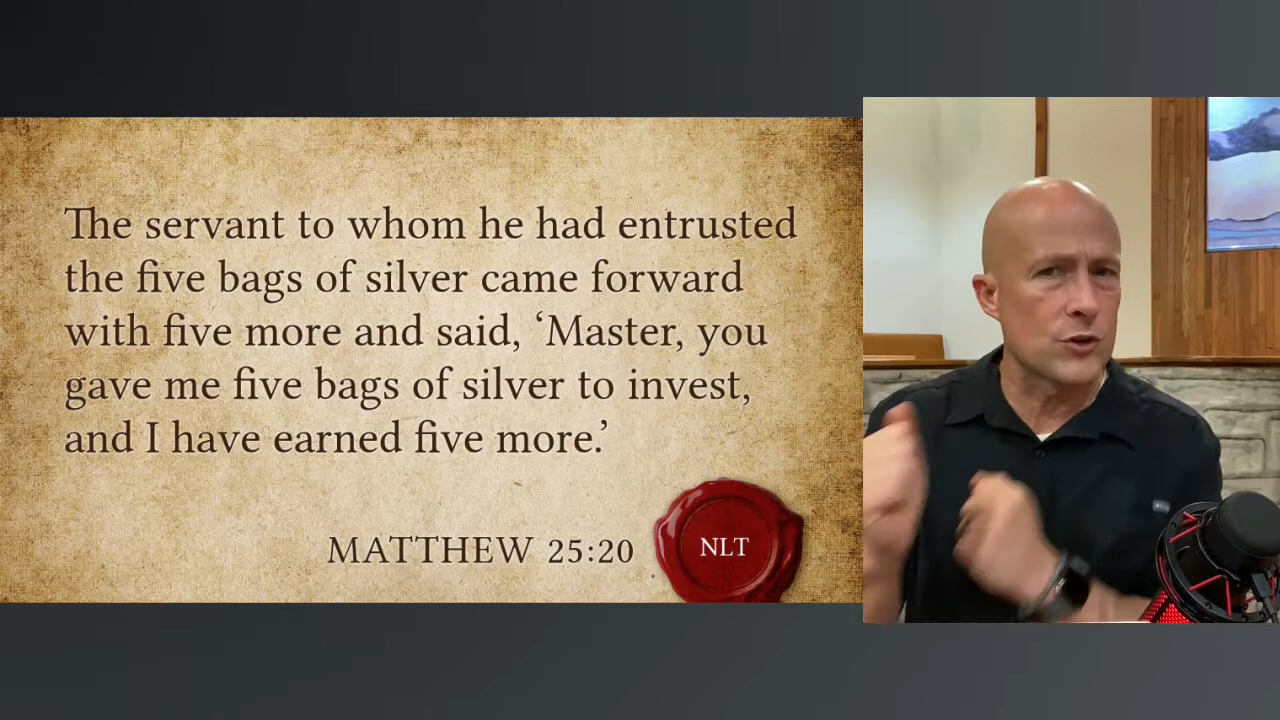 The servant to whom he had entrusted
the five bags of silver came forward
with five more and said, ‘Master, you
gave me five bags of silver to invest,
and I have earned five more.’
MATTHEW 25:20
NLT